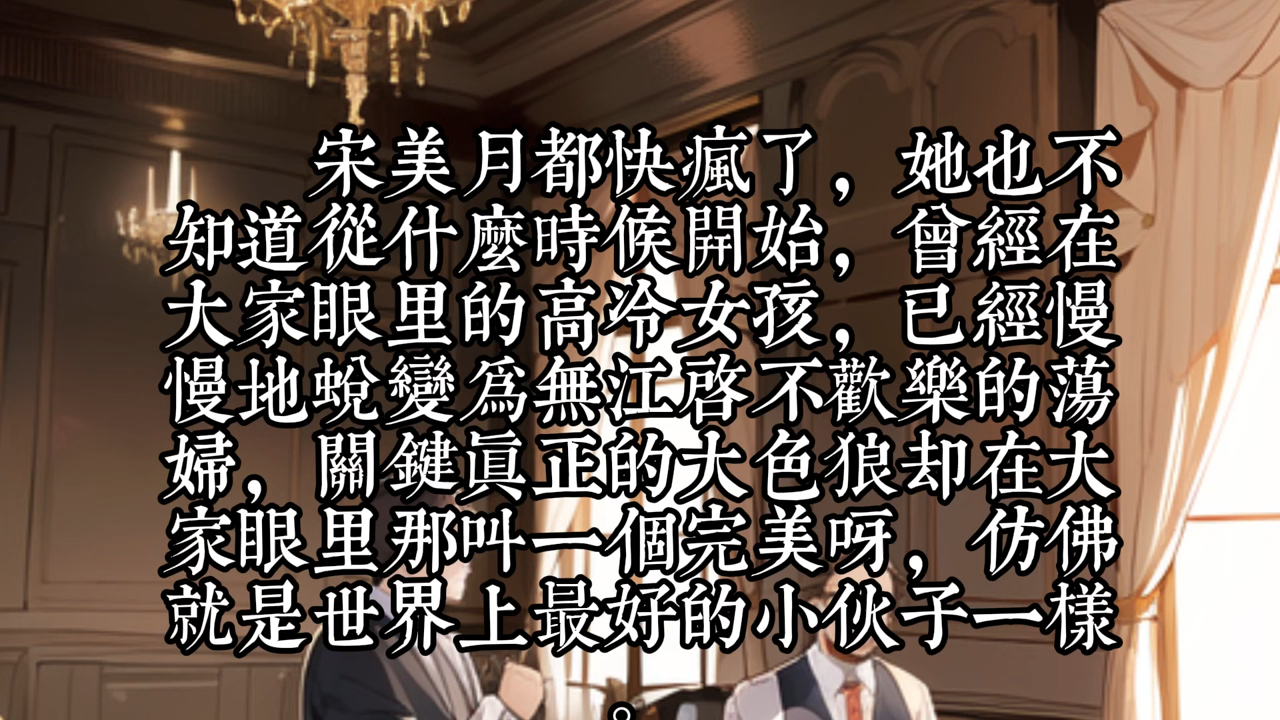 宋美月都快瘋了，她也不
知道從什麼時候開始，曾經在
大家眼里的高冷女孩，已經慢
慢地蛻變爲無江啓不歡樂的蕩
婦，關鍵眞正的大色狼却在大
家眼里那叫一個完美呀，仿佛
就是世界上最好的小伙子一樣
。